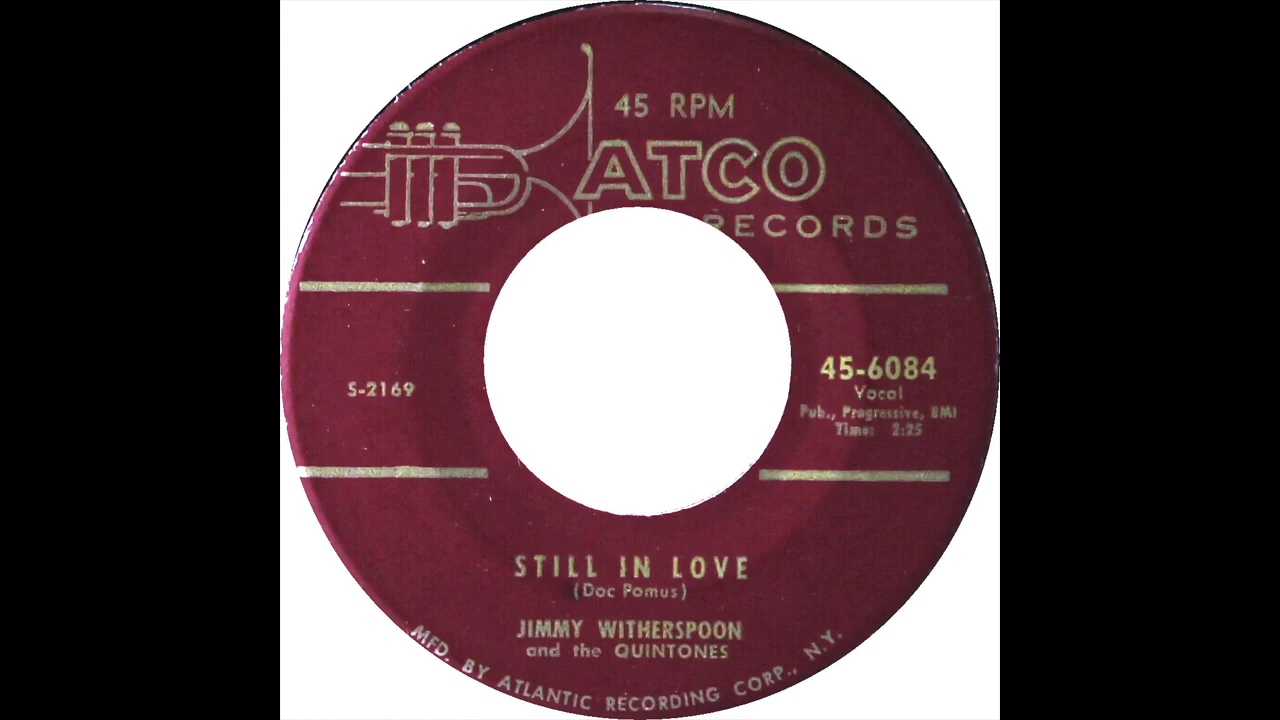 45 RPM
ATCO
RECORDS
S-2169
45-6084
Vocal
Pub., Progressive, BMI
Time: 2:25
STILL IN LOVE
(Doc Pomus)
JIMMY WITHERSPOON
and the QUINTONES
MFD. BY ATLANTIC RECORDING CORP., N.Y.